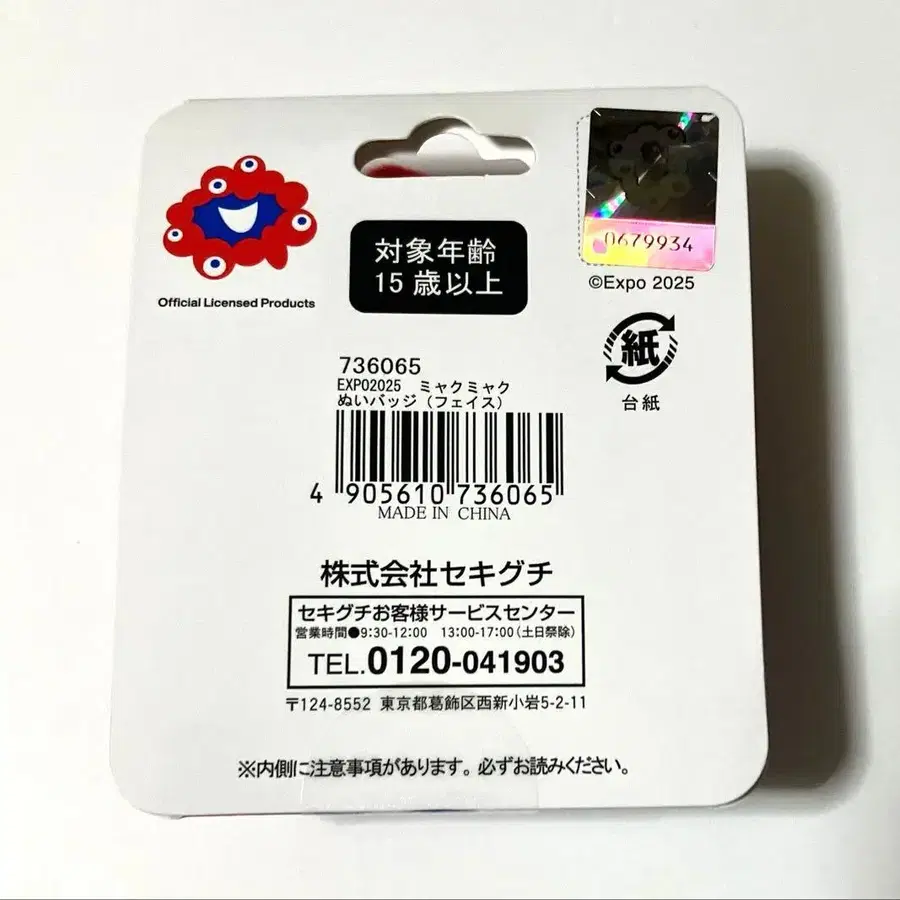 Official Licensed Products
対象年齢
15歳以上
0679934
©Expo 2025
紙
台紙
736065
EXPO2025 ミャクミャク
ぬいバッジ（フェイス）
4 905610 736065
MADE IN CHINA
株式会社セキグチ
セキグチお客様サービスセンター
営業時間●9:30-12:00 13:00-17:00（土日祭除）
TEL.0120-041903
〒124-8552 東京都葛飾区西新小岩5-2-11
※内側に注意事項があります。必ずお読みください。